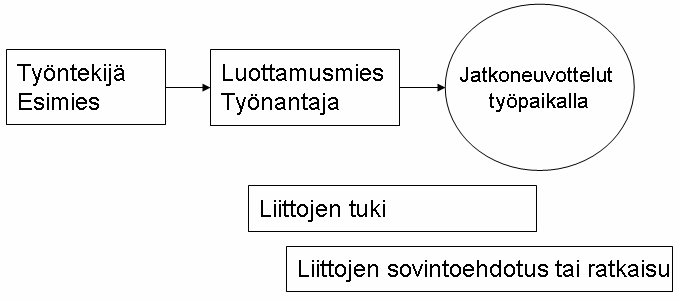 Työntekijä
Esimies
Luottamusmies
Työnantaja
Jatkoneuvottelut
työpaikalla
Liittojen tuki
Liittojen sovintoehdotus tai ratkaisu